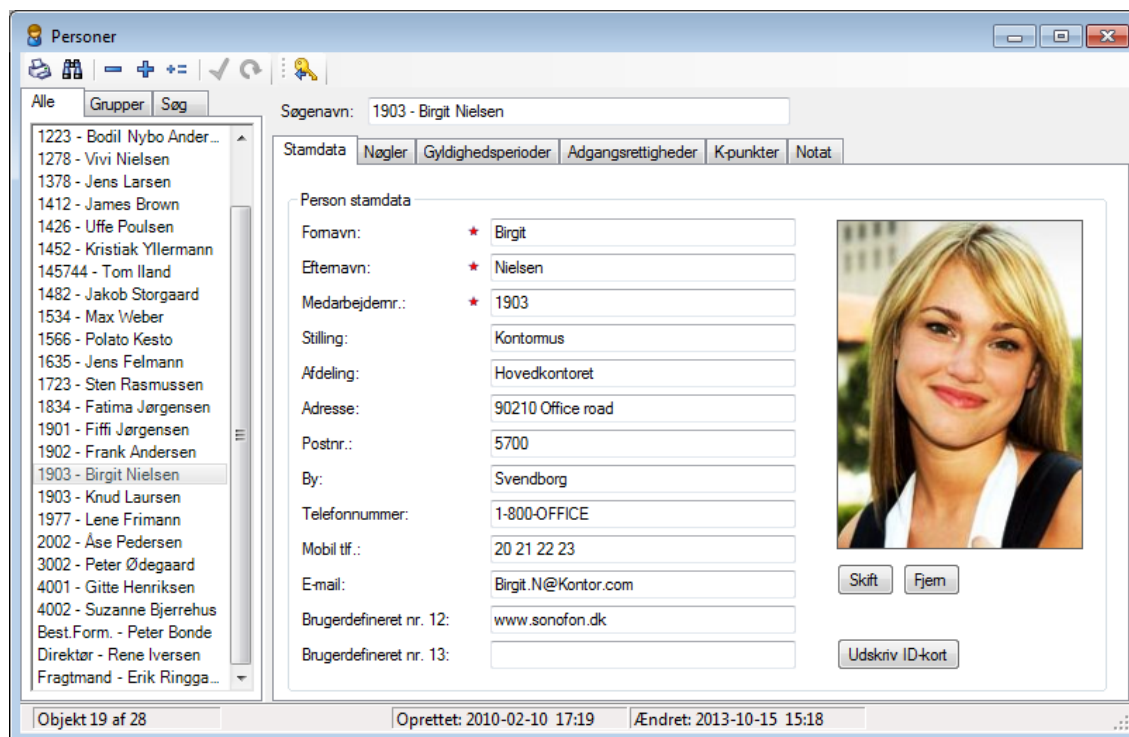 Personer
Alle Grupper Søg
1223 - Bodil Nybo Ander...
1278 - Vivi Nielsen
1378 - Jens Larsen
1412 - James Brown
1426 - Uffe Poulsen
1452 - Kristiak Yllermann
145744 - Tom Iland
1482 - Jakob Storgaard
1534 - Max Weber
1566 - Polato Kesto
1635 - Jens Felmann
1723 - Sten Rasmussen
1834 - Fatima Jørgensen
1901 - Fiffi Jørgensen
1902 - Frank Andersen
1903 - Birgit Nielsen
1903 - Knud Laursen
1977 - Lene Frimann
2002 - Åse Pedersen
3002 - Peter Ødegaard
4001 - Gitte Henriksen
4002 - Suzanne Bjerrehus
Best.Form. - Peter Bonde
Direktør - Rene Iversen
Fragtmand - Erik Ringga...
Søgenavn: 1903 - Birgit Nielsen
Stamdata Nøgler Gyldighedsperioder Adgangsrettigheder K-punkter Notat
Person stamdata
Fornavn: Birgit
Efternavn: Nielsen
Medarbejdernr.: 1903
Stilling: Kontormus
Afdeling: Hovedkontoret
Adresse: 90210 Office road
Postnr.: 5700
By: Svendborg
Telefonnummer: 1-800-OFFICE
Mobil tlf.: 20 21 22 23
E-mail: Birgit.N@Kontor.com
Brugerdefineret nr. 12: www.sonofon.dk
Brugerdefineret nr. 13:
Skift Fjern
Udskriv ID-kort
Objekt 19 af 28 Oprettet: 2010-02-10 17:19 Ændret: 2013-10-15 15:18